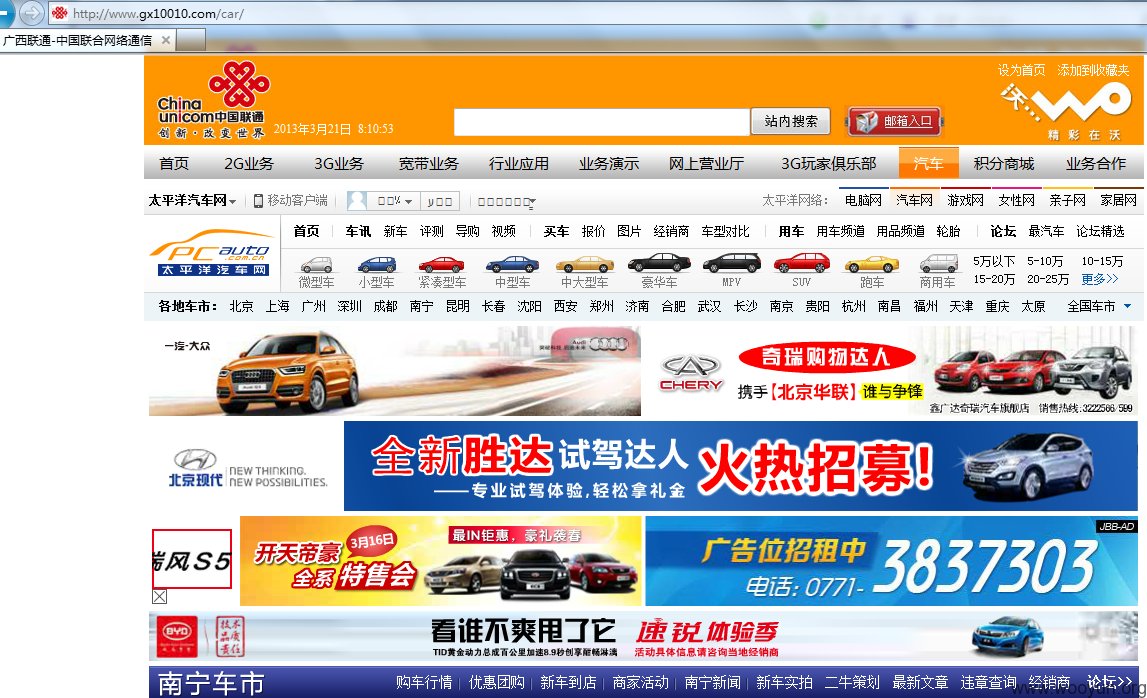 http://www.gx10010.com/car/
广西联通-中国联合网络通信
设为首页 添加到收藏夹
China unicom中国联通
创新·改变世界
2013年3月21日 8:10:53
站内搜索
邮箱入口
沃 WO
精彩在沃
首页 2G业务 3G业务 宽带业务 行业应用 业务演示 网上营业厅 3G玩家俱乐部 汽车 积分商城 业务合作
太平洋汽车网 移动客户端
太平洋网络: 电脑网 汽车网 游戏网 女性网 亲子网 家居网
PCauto .com.cn
太平洋汽车网
首页 车讯 新车 评测 导购 视频 买车 报价 图片 经销商 车型对比 用车 用车频道 用品频道 轮胎 论坛 最汽车 论坛精选
微型车 小型车 紧凑型车 中型车 中大型车 豪华车 MPV SUV 跑车 商用车
5万以下 5-10万 10-15万
15-20万 20-25万 更多>>
各地车市: 北京 上海 广州 深圳 成都 南宁 昆明 长春 沈阳 西安 郑州 济南 合肥 武汉 长沙 南京 贵阳 杭州 南昌 福州 天津 重庆 太原 全国车市
一汽-大众
Audi
突破科技 启迪未来
CHERY
奇瑞购物达人
携手【北京华联】谁与争锋
鑫广达奇瑞汽车旗舰店 销售热线:3222566/599
北京现代
NEW THINKING.
NEW POSSIBILITIES.
全新胜达试驾达人 火热招募!
——专业试驾体验,轻松拿礼金
瑞风S5
开天帝豪
3月16日
全系特售会
最IN钜惠，豪礼装春
JBB-AD
广告位招租中
电话: 0771- 3837303
BYD
技术 品质 责任
看谁不爽甩了它
TID黄金动力总成百公里加速8.9秒创享酣畅淋漓
速锐体验季
活动具体信息请咨询当地经销商
南宁车市
购车行情 优惠团购 新车到店 商家活动 南宁新闻 新车实拍 二牛策划 最新文章 违章查询 经销商 论坛>>